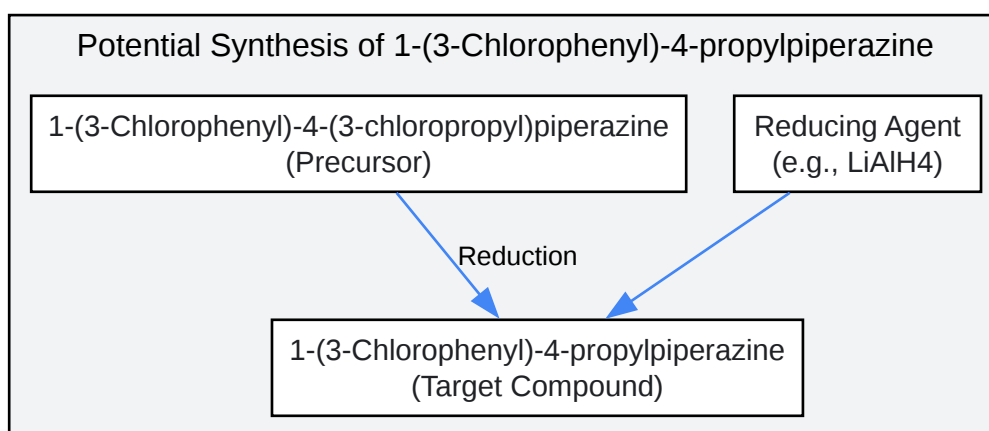 Potential Synthesis of 1-(3-Chlorophenyl)-4-propylpiperazine
1-(3-Chlorophenyl)-4-(3-chloropropyl)piperazine
(Precursor)
Reducing Agent
(e.g., LiAlH4)
Reduction
1-(3-Chlorophenyl)-4-propylpiperazine
(Target Compound)